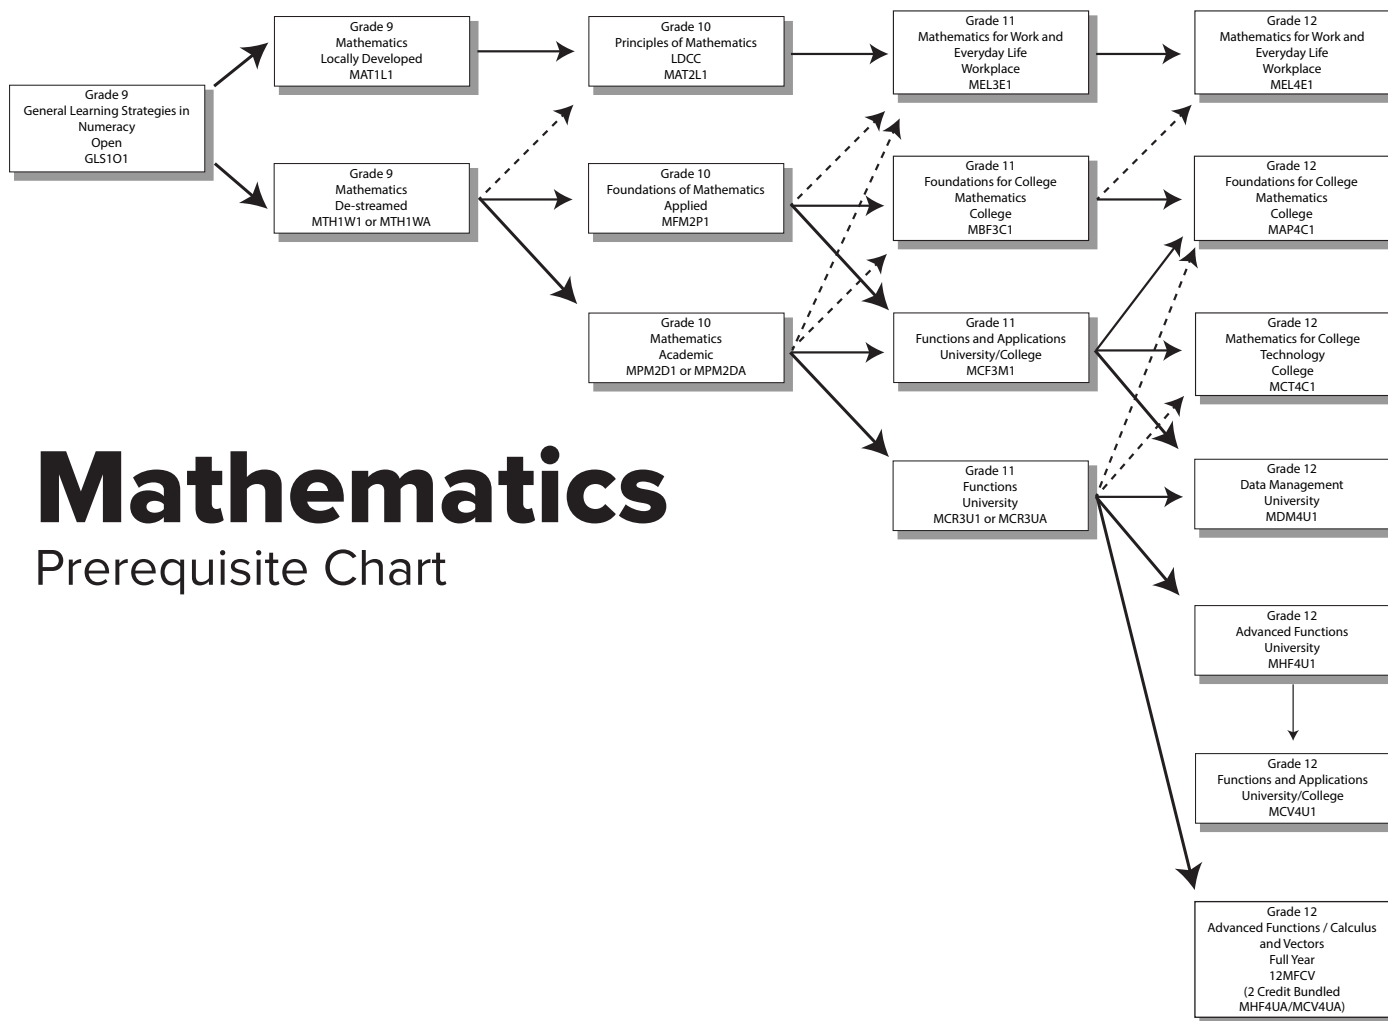 Grade 9
General Learning Strategies in
Numeracy
Open
GLS1O1
Grade 9
Mathematics
Locally Developed
MAT1L1
Grade 9
Mathematics
De-streamed
MTH1W1 or MTH1WA
Grade 10
Principles of Mathematics
LDCC
MAT2L1
Grade 10
Foundations of Mathematics
Applied
MFM2P1
Grade 10
Mathematics
Academic
MPM2D1 or MPM2DA
Grade 11
Mathematics for Work and
Everyday Life
Workplace
MEL3E1
Grade 11
Foundations for College
Mathematics
College
MBF3C1
Grade 11
Functions and Applications
University/College
MCF3M1
Grade 11
Functions
University
MCR3U1 or MCR3UA
Grade 12
Mathematics for Work and
Everyday Life
Workplace
MEL4E1
Grade 12
Foundations for College
Mathematics
College
MAP4C1
Grade 12
Mathematics for College
Technology
College
MCT4C1
Grade 12
Data Management
University
MDM4U1
Grade 12
Advanced Functions
University
MHF4U1
Grade 12
Functions and Applications
University/College
MCV4U1
Grade 12
Advanced Functions / Calculus
and Vectors
Full Year
12MFCV
(2 Credit Bundled
MHF4UA/MCV4UA)
Mathematics
Prerequisite Chart